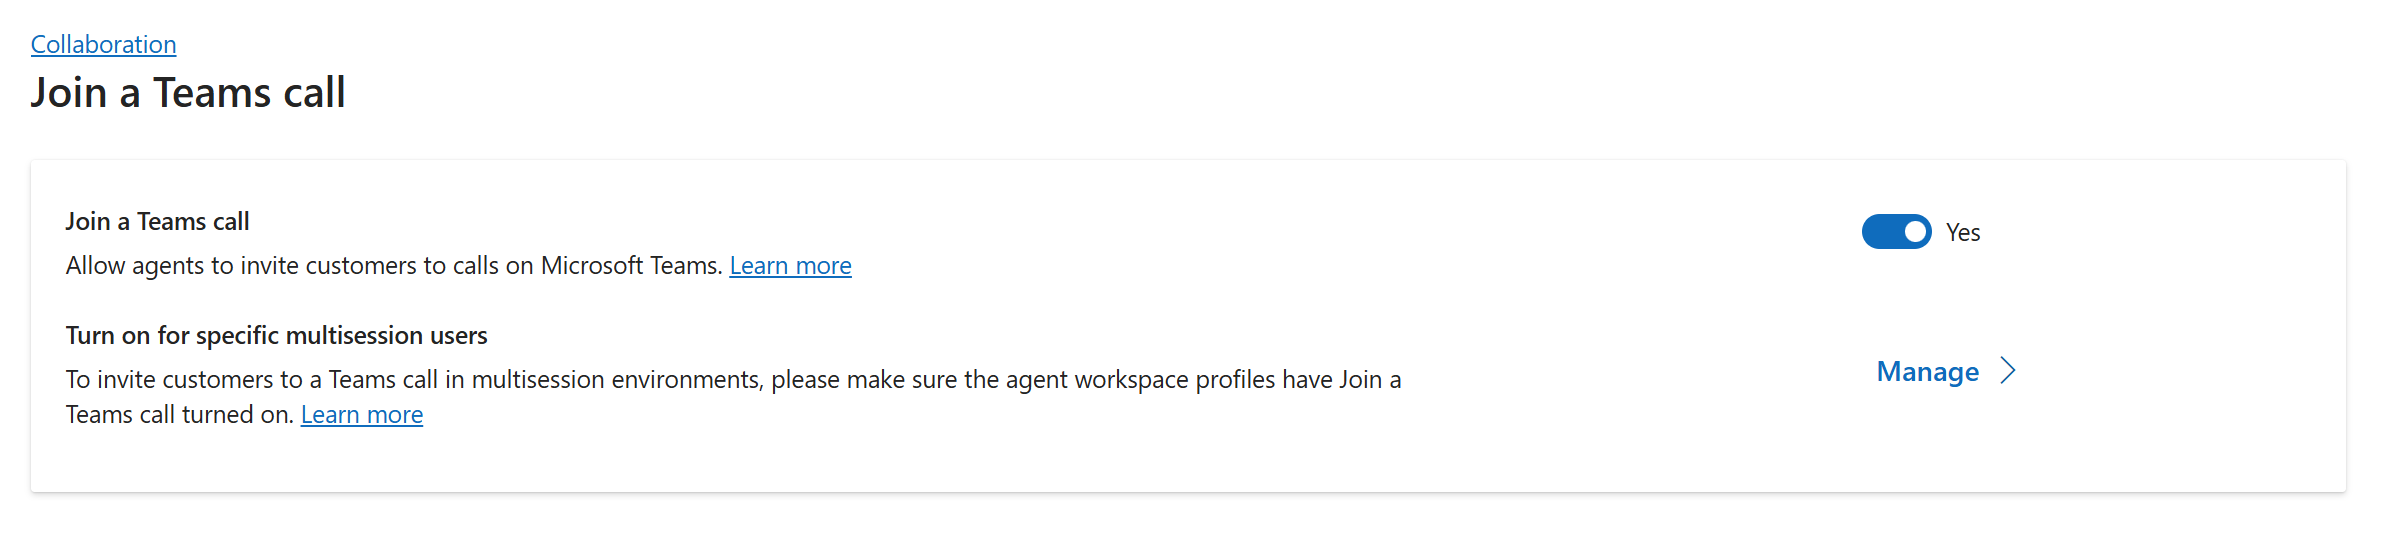 Collaboration
Join a Teams call
Join a Teams call
Yes
Allow agents to invite customers to calls on Microsoft Teams. Learn more
Turn on for specific multisession users
To invite customers to a Teams call in multisession environments, please make sure the agent workspace profiles have Join a
Teams call turned on. Learn more
Manage